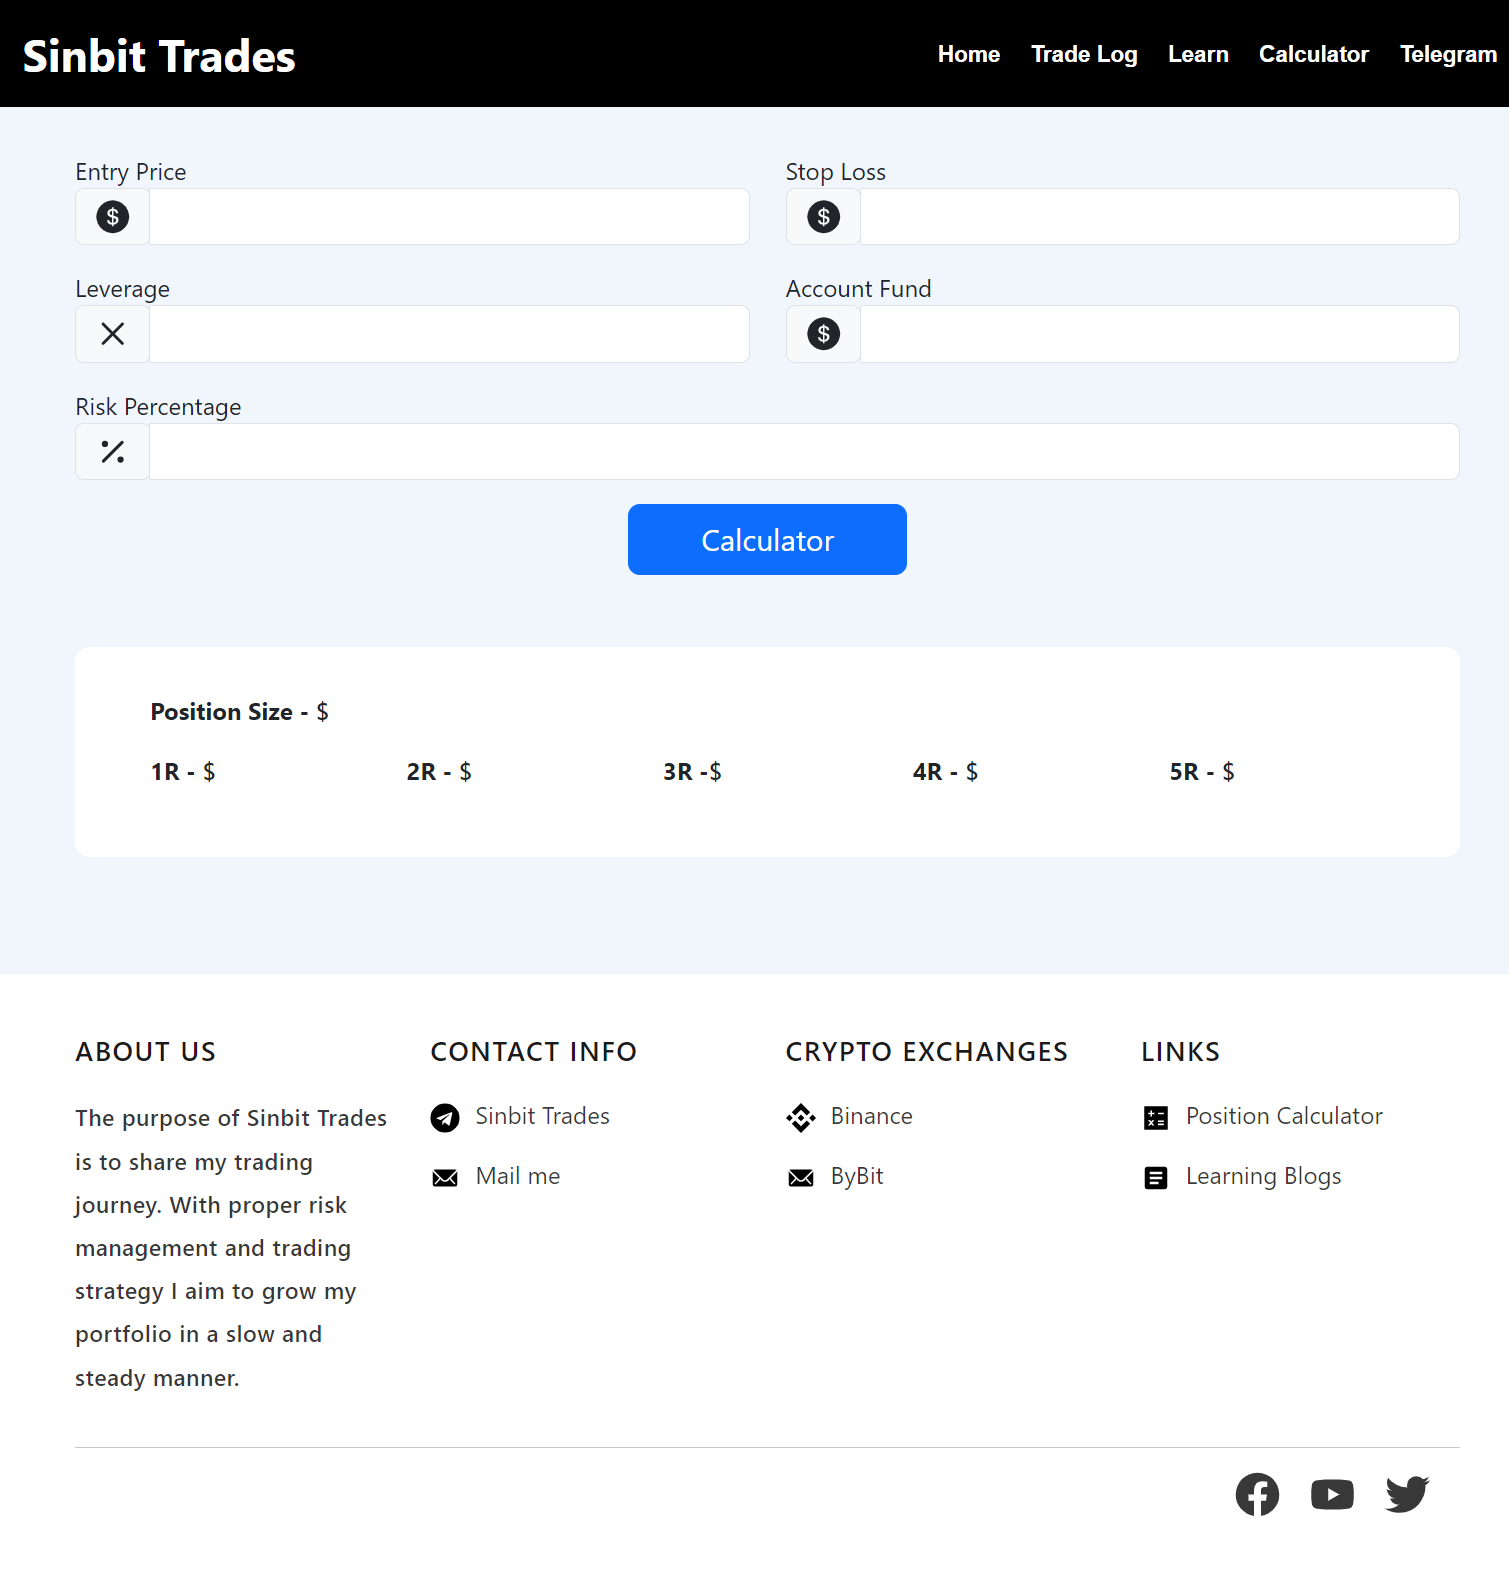 Sinbit Trades
Home Trade Log Learn Calculator Telegram
Entry Price
$
Stop Loss
$
Leverage
Account Fund
$
Risk Percentage
%
Calculator
Position Size - $
1R - $ 2R - $ 3R -$ 4R - $ 5R - $
ABOUT US
The purpose of Sinbit Trades
is to share my trading
journey. With proper risk
management and trading
strategy I aim to grow my
portfolio in a slow and
steady manner.
CONTACT INFO
Sinbit Trades
Mail me
CRYPTO EXCHANGES
Binance
ByBit
LINKS
Position Calculator
Learning Blogs